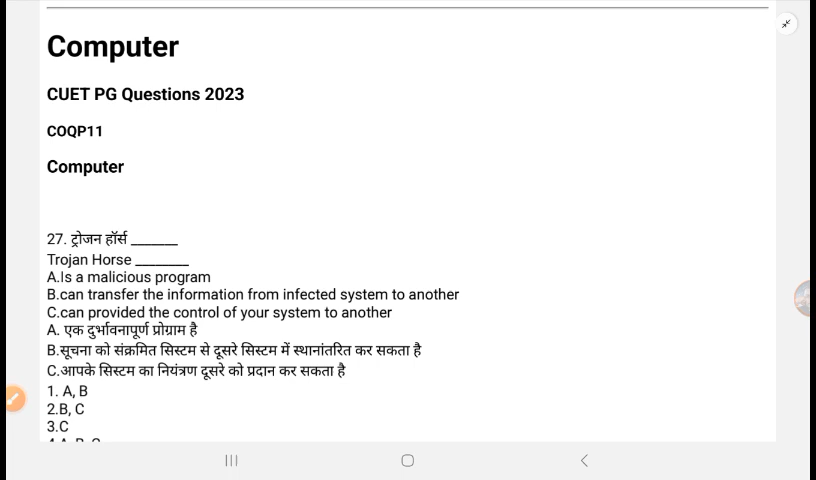 Computer
CUET PG Questions 2023
COQP11
Computer
27. ट्रोजन हॉर्स _______
Trojan Horse ________
A.Is a malicious program
B.can transfer the information from infected system to another
C.can provided the control of your system to another
A. एक दुर्भावनापूर्ण प्रोग्राम है
B.सूचना को संक्रमित सिस्टम से दूसरे सिस्टम में स्थानांतरित कर सकता है
C.आपके सिस्टम का नियंत्रण दूसरे को प्रदान कर सकता है
1. A, B
2.B, C
3.C